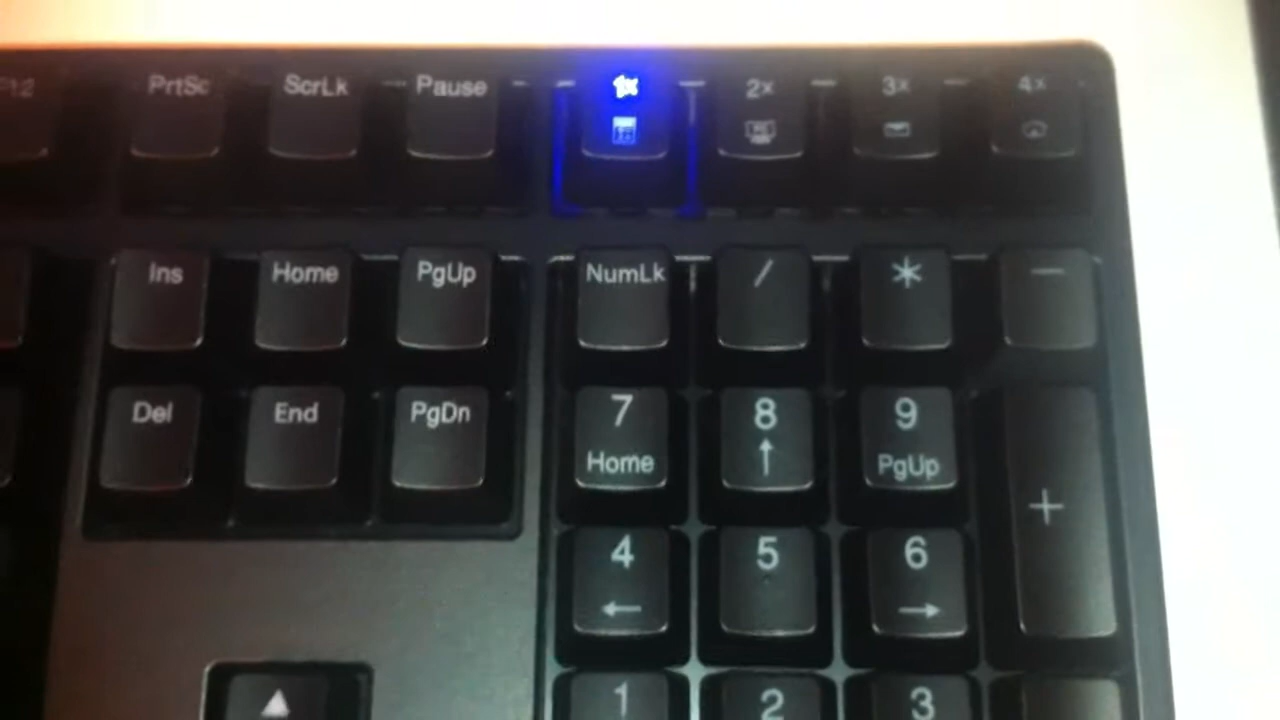 F12 PrtSc ScrLk Pause 1x 2x 3x 4x
Ins Home PgUp NumLk / * −
Del End PgDn 7 8 9
Home ↑ PgUp +
4 5 6
← →
1 2 3